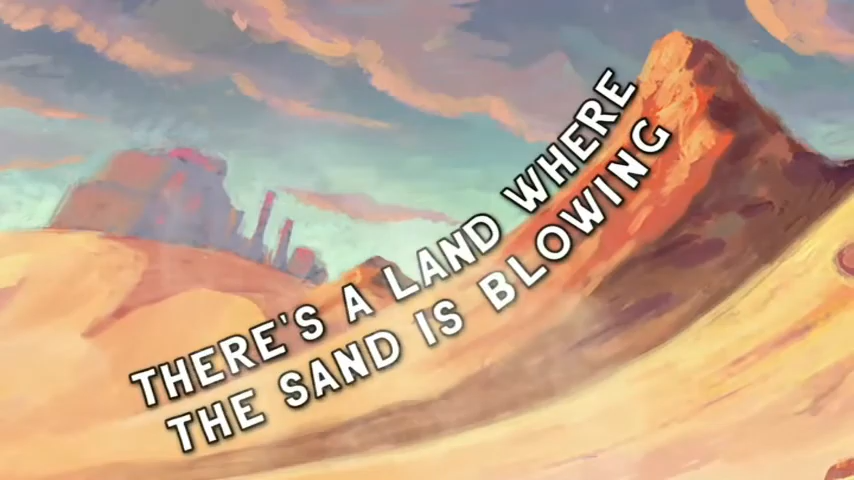 THERE'S A LAND WHERE
THE SAND IS BLOWING